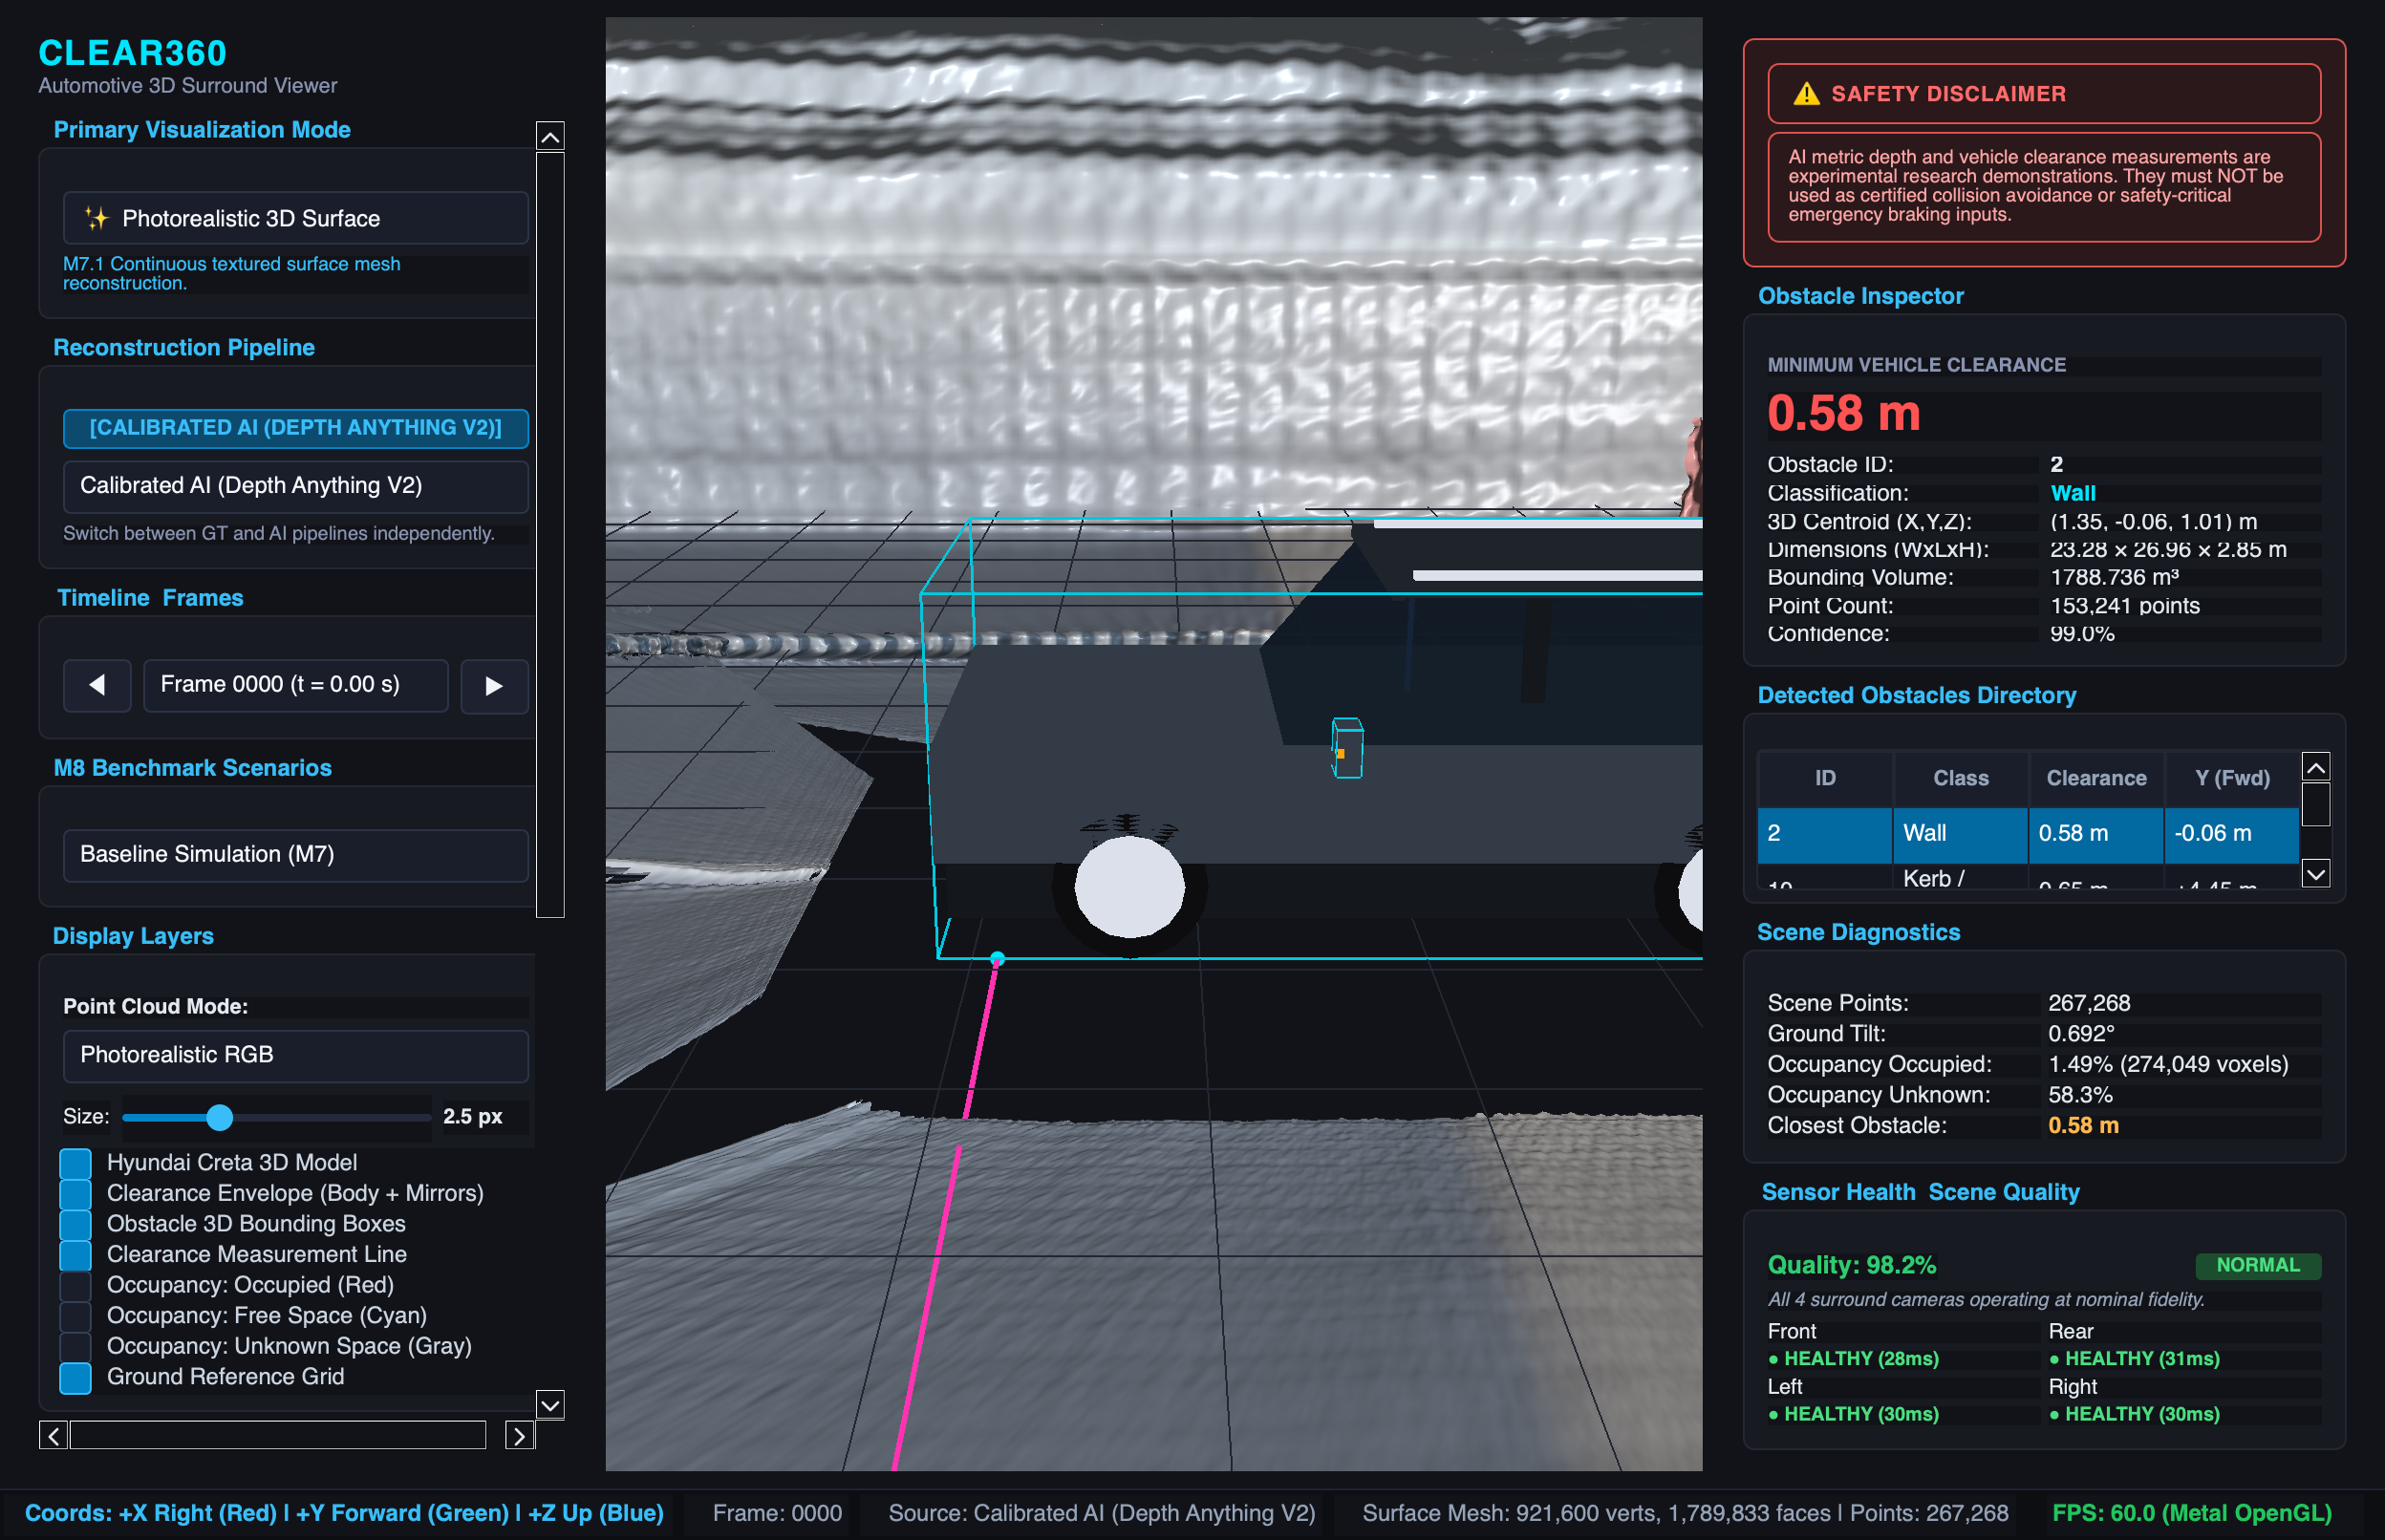 CLEAR360
Automotive 3D Surround Viewer
Primary Visualization Mode
✨ Photorealistic 3D Surface
M7.1 Continuous textured surface mesh
reconstruction.
Reconstruction Pipeline
[CALIBRATED AI (DEPTH ANYTHING V2)]
Calibrated AI (Depth Anything V2)
Switch between GT and AI pipelines independently.
Timeline Frames
Frame 0000 (t = 0.00 s)
M8 Benchmark Scenarios
Baseline Simulation (M7)
Display Layers
Point Cloud Mode:
Photorealistic RGB
Size: 2.5 px
Hyundai Creta 3D Model
Clearance Envelope (Body + Mirrors)
Obstacle 3D Bounding Boxes
Clearance Measurement Line
Occupancy: Occupied (Red)
Occupancy: Free Space (Cyan)
Occupancy: Unknown Space (Gray)
Ground Reference Grid
⚠️ SAFETY DISCLAIMER
AI metric depth and vehicle clearance measurements are
experimental research demonstrations. They must NOT be
used as certified collision avoidance or safety-critical
emergency braking inputs.
Obstacle Inspector
MINIMUM VEHICLE CLEARANCE
0.58 m
Obstacle ID: 2
Classification: Wall
3D Centroid (X,Y,Z): (1.35, -0.06, 1.01) m
Dimensions (WxLxH): 23.28 × 26.96 × 2.85 m
Bounding Volume: 1788.736 m³
Point Count: 153,241 points
Confidence: 99.0%
Detected Obstacles Directory
ID Class Clearance Y (Fwd)
2 Wall 0.58 m -0.06 m
10 Kerb / 0.65 m +4.45 m
Scene Diagnostics
Scene Points: 267,268
Ground Tilt: 0.692°
Occupancy Occupied: 1.49% (274,049 voxels)
Occupancy Unknown: 58.3%
Closest Obstacle: 0.58 m
Sensor Health Scene Quality
Quality: 98.2% NORMAL
All 4 surround cameras operating at nominal fidelity.
Front Rear
● HEALTHY (28ms) ● HEALTHY (31ms)
Left Right
● HEALTHY (30ms) ● HEALTHY (30ms)
Coords: +X Right (Red) | +Y Forward (Green) | +Z Up (Blue) Frame: 0000 Source: Calibrated AI (Depth Anything V2) Surface Mesh: 921,600 verts, 1,789,833 faces | Points: 267,268 FPS: 60.0 (Metal OpenGL)